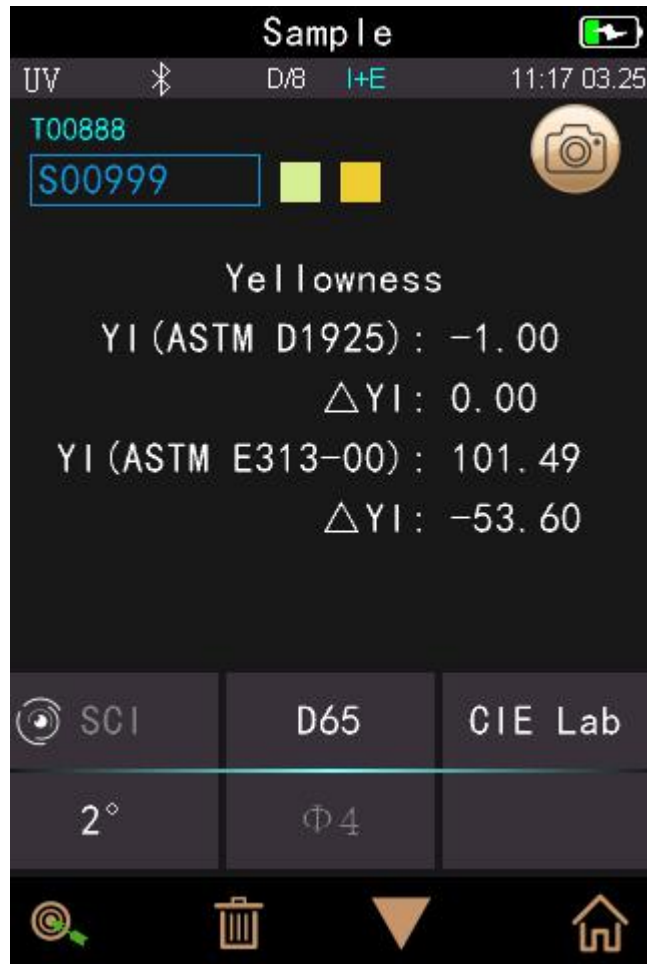 Sample
UV D/8 I+E 11:17 03.25
T00888
S00999
Yellowness
YI(ASTM D1925): -1.00
△YI: 0.00
YI(ASTM E313-00): 101.49
△YI: -53.60
SCI D65 CIE Lab
2° Φ4